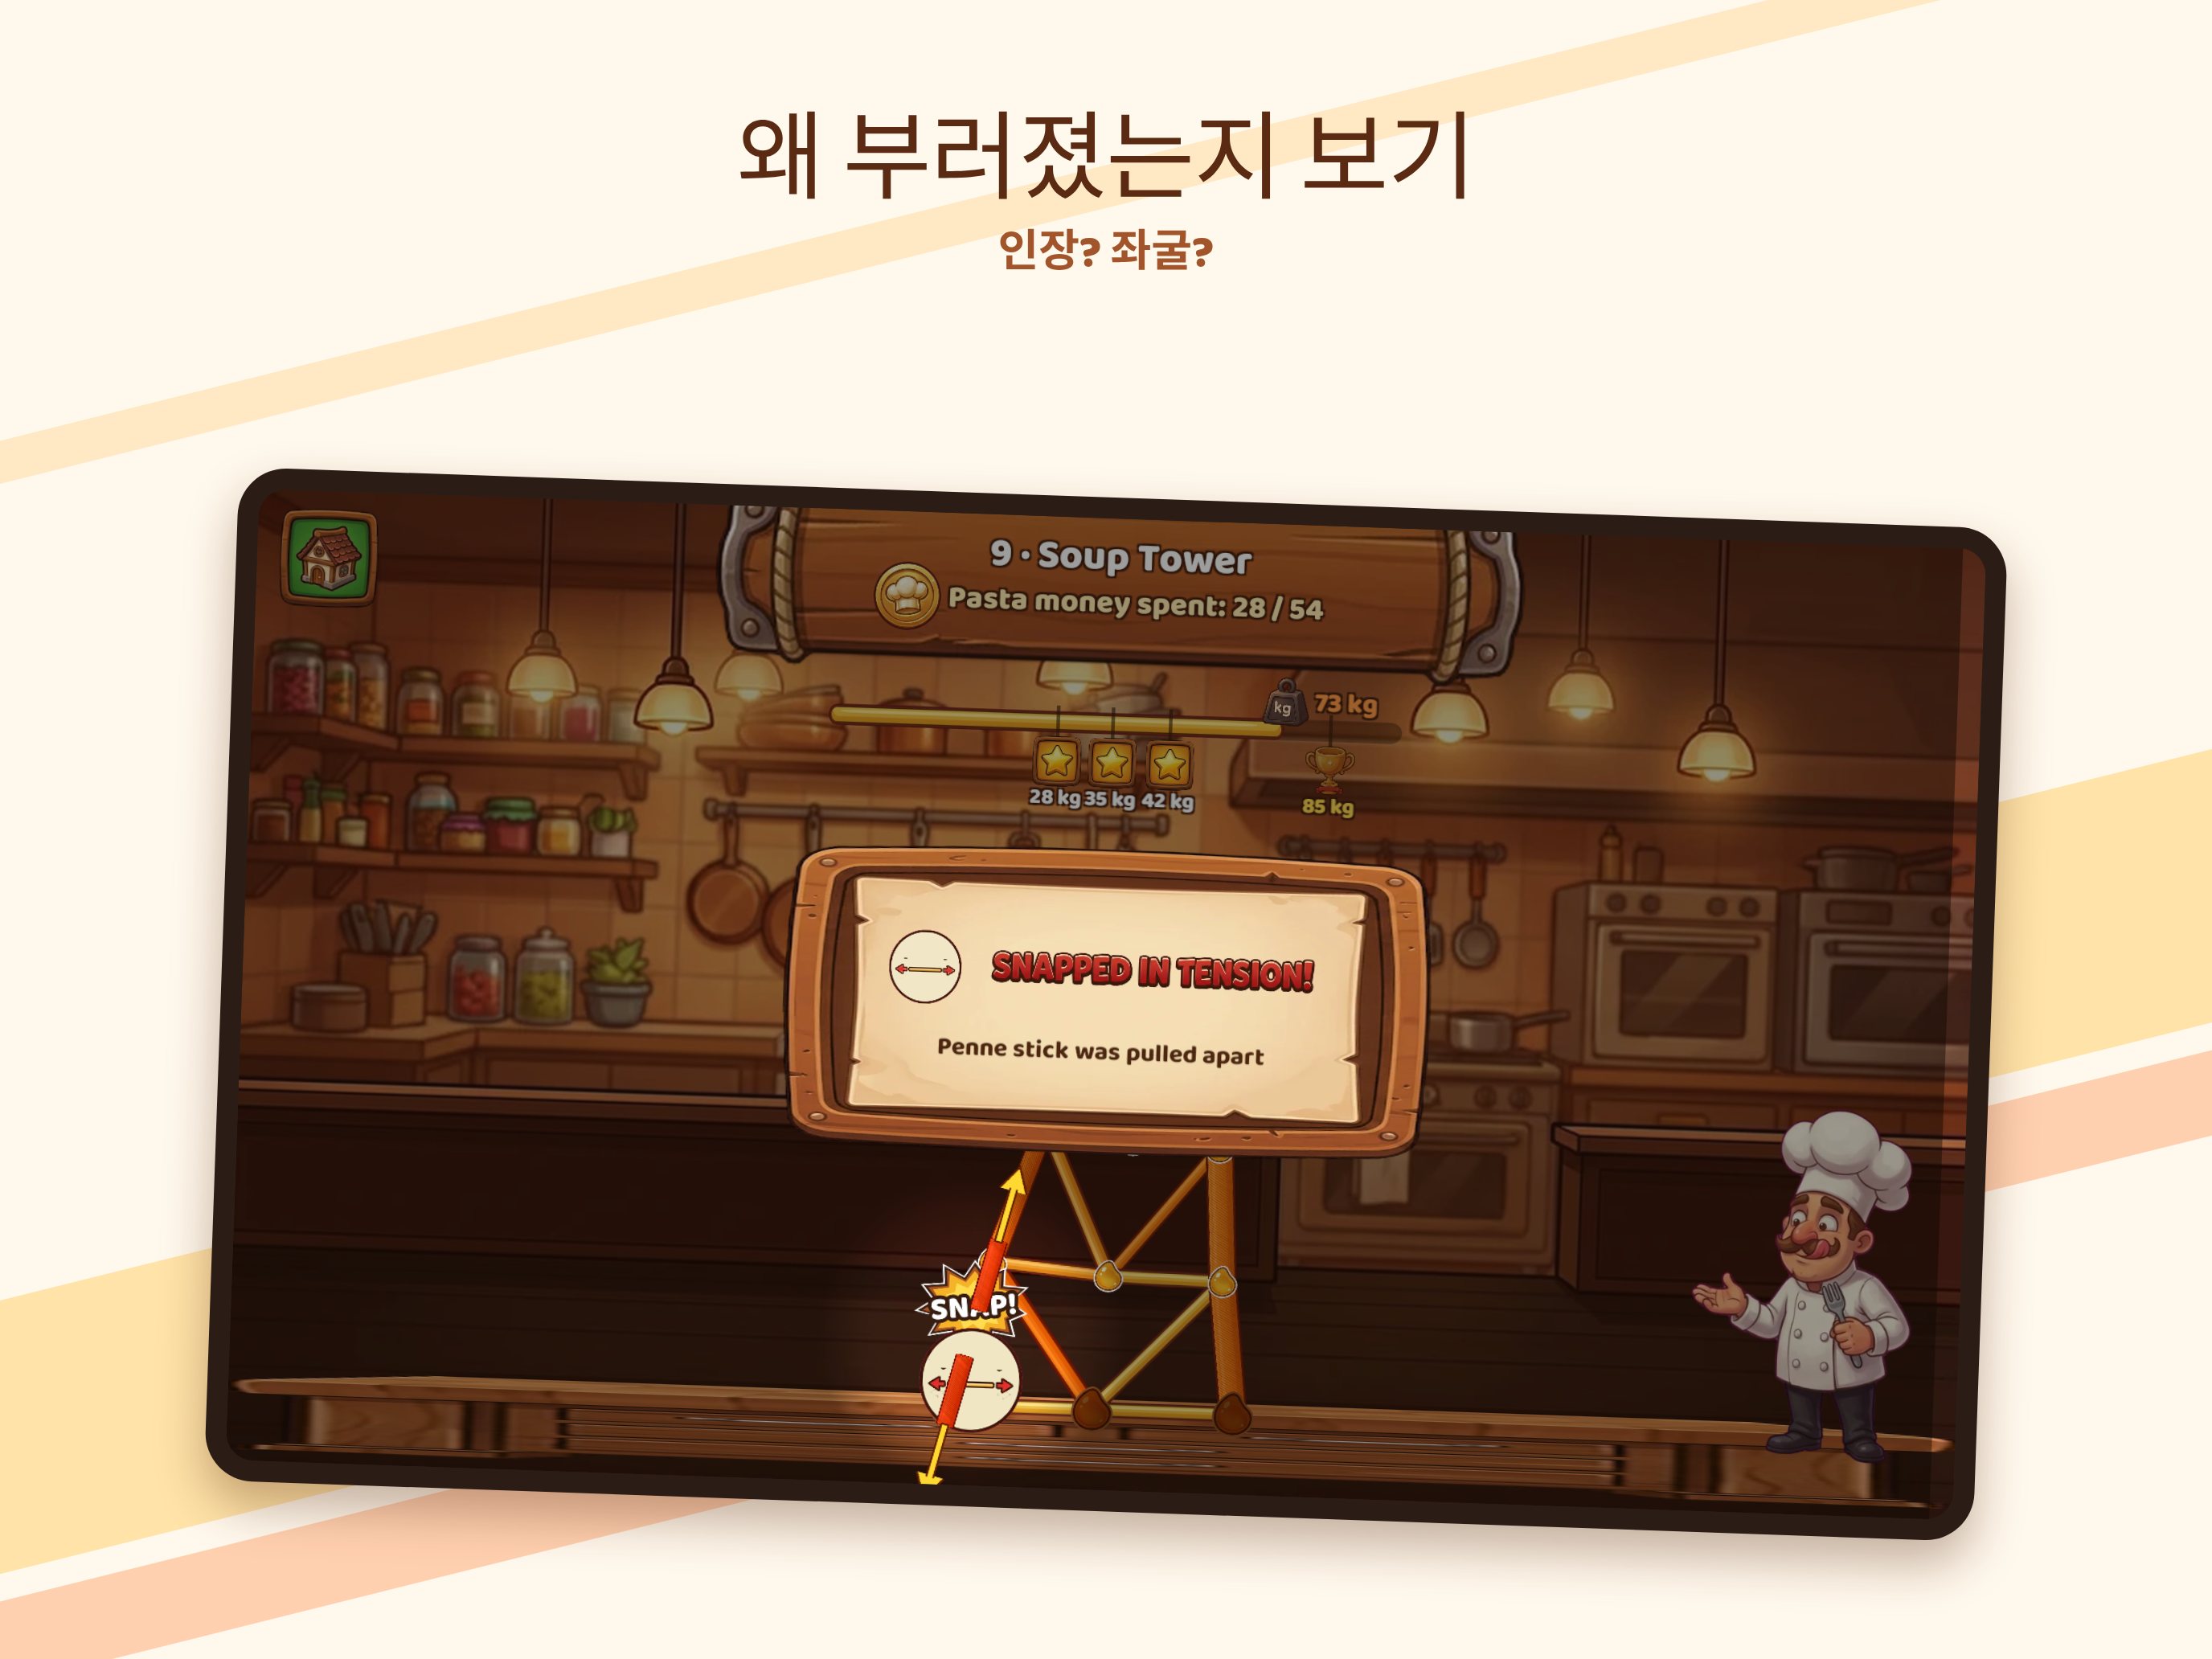 왜 부러졌는지 보기
인장? 좌굴?
9 · Soup Tower
Pasta money spent: 28 / 54
kg
73 kg
28 kg 35 kg 42 kg
85 kg
SNAPPED IN TENSION!
Penne stick was pulled apart
SNAP!